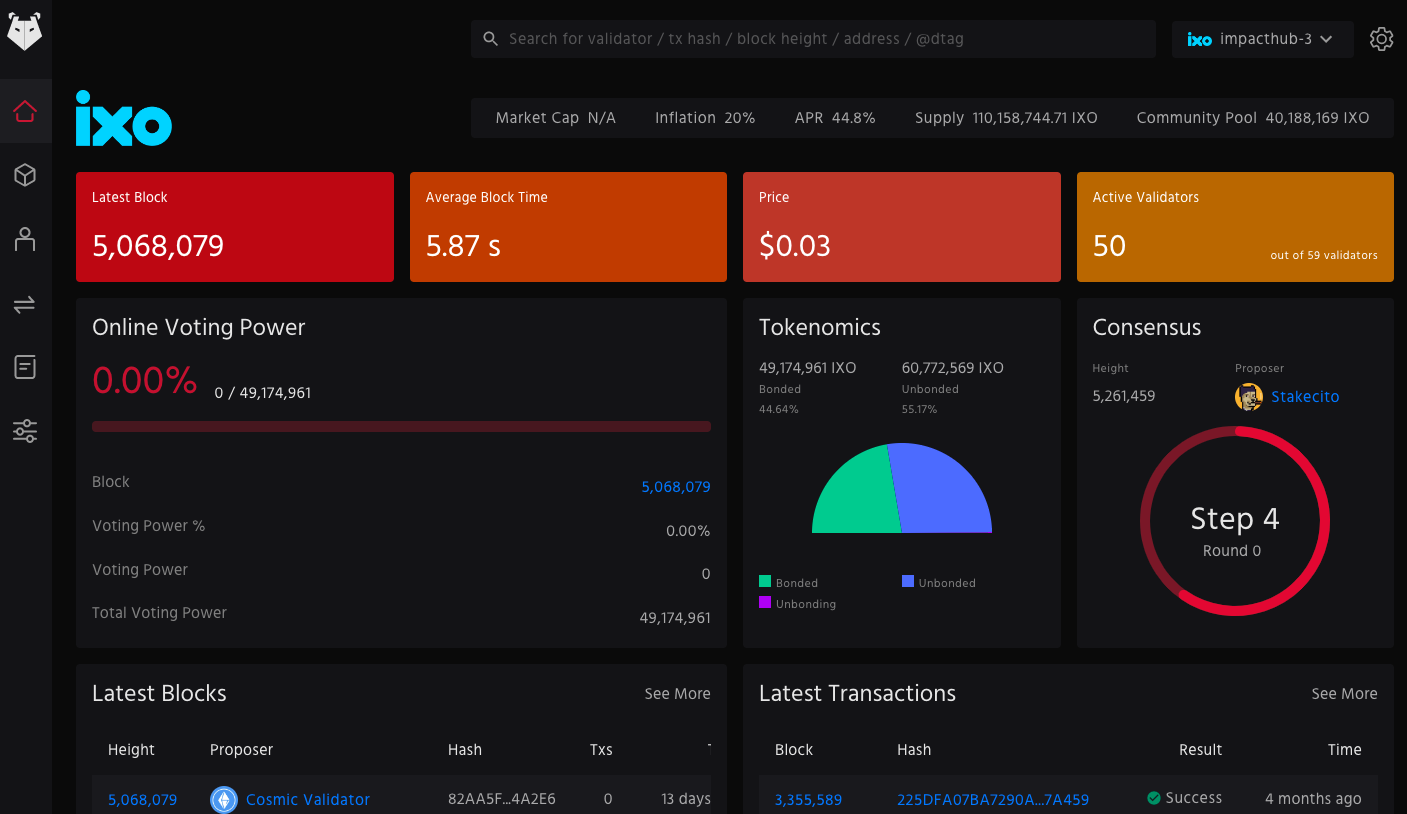 Search for validator / tx hash / block height / address / @dtag
ixo impacthub-3
ixo
Market Cap N/A Inflation 20% APR 44.8% Supply 110,158,744.71 IXO Community Pool 40,188,169 IXO
Latest Block
5,068,079
Average Block Time
5.87 s
Price
$0.03
Active Validators
50
out of 59 validators
Online Voting Power
0.00% 0 / 49,174,961
Block 5,068,079
Voting Power % 0.00%
Voting Power 0
Total Voting Power 49,174,961
Tokenomics
49,174,961 IXO 60,772,569 IXO
Bonded Unbonded
44.64% 55.17%
Bonded Unbonded
Unbonding
Consensus
Height Proposer
5,261,459 Stakecito
Step 4
Round 0
Latest Blocks See More
Height Proposer Hash Txs
5,068,079 Cosmic Validator 82AA5F...4A2E6 0 13 days
Latest Transactions See More
Block Hash Result Time
3,355,589 225DFA07BA7290A...7A459 Success 4 months ago